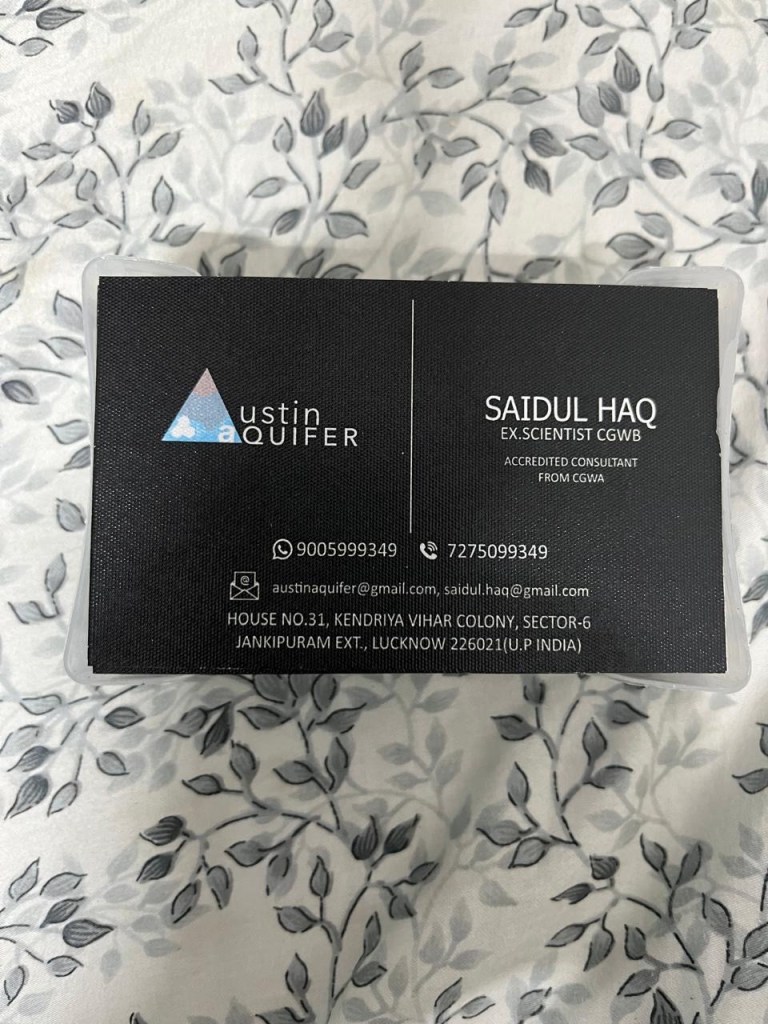 Austin
aQUIFER
SAIDUL HAQ
EX.SCIENTIST CGWB
ACCREDITED CONSULTANT
FROM CGWA
9005999349 7275099349
@ austinaquifer@gmail.com, saidul.haq@gmail.com
HOUSE NO.31, KENDRIYA VIHAR COLONY, SECTOR-6
JANKIPURAM EXT., LUCKNOW 226021(U.P INDIA)